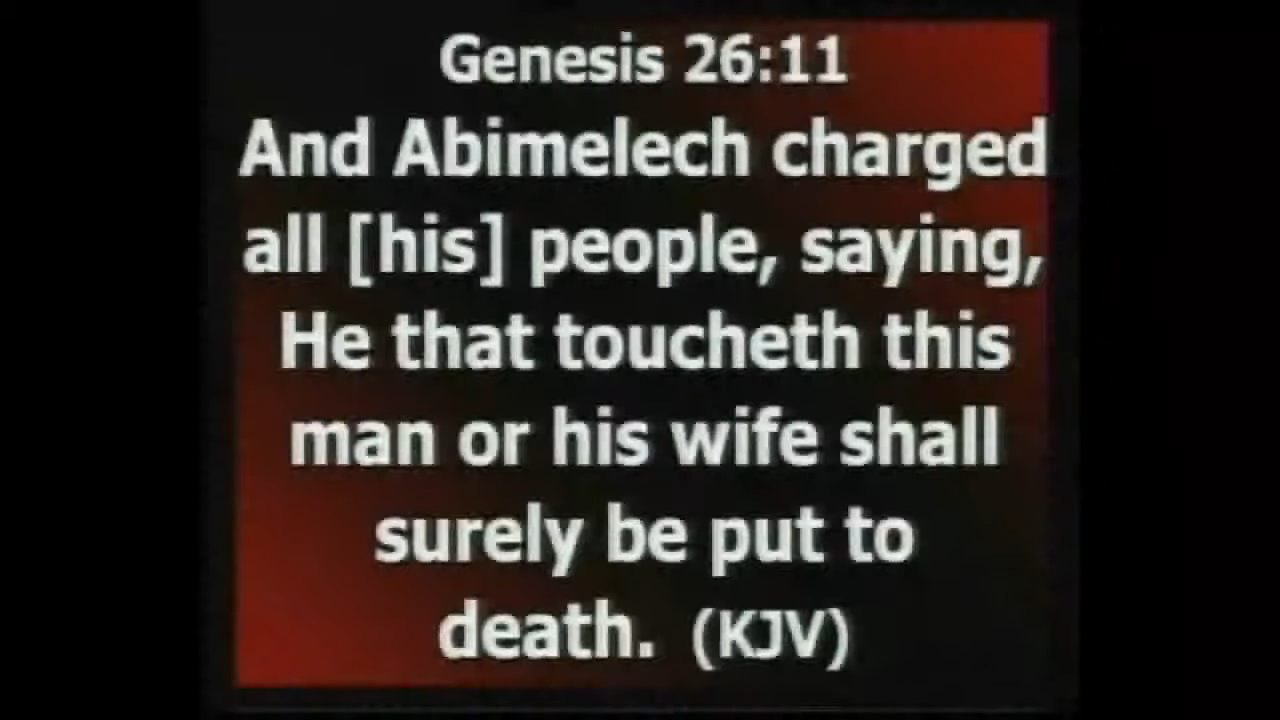 Genesis 26:11
And Abimelech charged
all [his] people, saying,
He that toucheth this
man or his wife shall
surely be put to
death. (KJV)